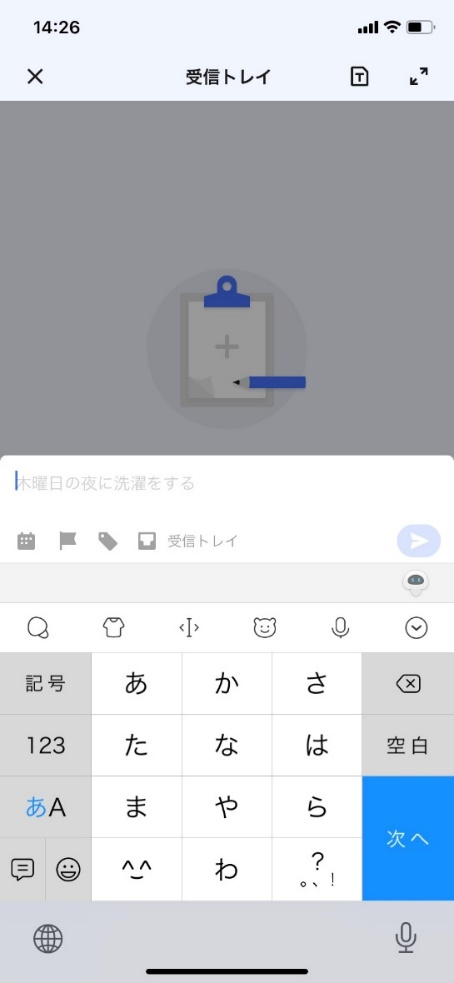 14:26
受信トレイ
木曜日の夜に洗濯をする
受信トレイ
記号 あ か さ
123 た な は 空白
あA ま や ら 次へ
^_^ わ ?。、!